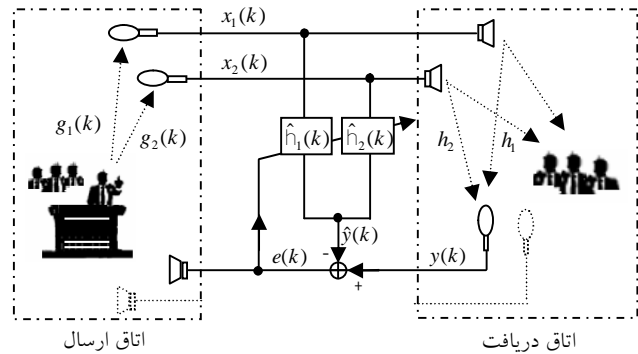 x₁(k)
x₂(k)
g₁(k)
g₂(k)
ĥ₁(k)
ĥ₂(k)
h₂
h₁
ŷ(k)
-
e(k)
+
y(k)
اتاق ارسال
اتاق دریافت